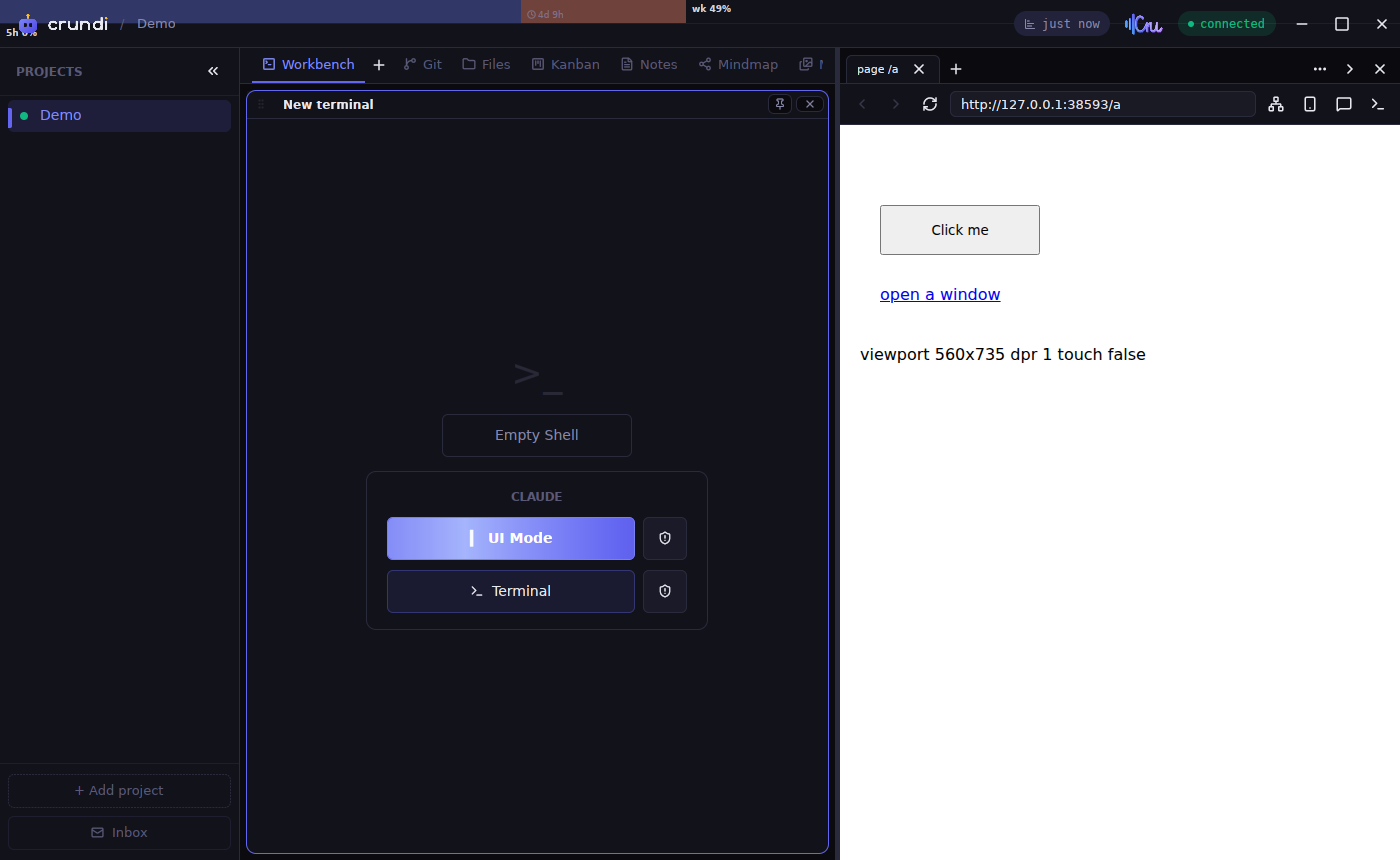 5h 0%
4d 9h
wk 49%
crundi / Demo
just now
Cru
connected
PROJECTS
Demo
+ Add project
Inbox
Workbench
Git
Files
Kanban
Notes
Mindmap
New terminal
>_
Empty Shell
CLAUDE
UI Mode
Terminal
page /a
http://127.0.0.1:38593/a
Click me
open a window
viewport 560x735 dpr 1 touch false